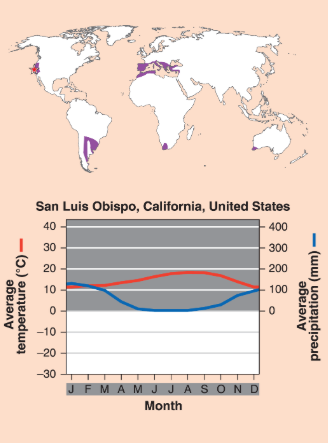 San Luis Obispo, California, United States
Average
temperature (°C)
40
30
20
10
0
–10
–20
–30
400
300
200
100
0
Average
precipitation (mm)
J F M A M J J A S O N D
Month